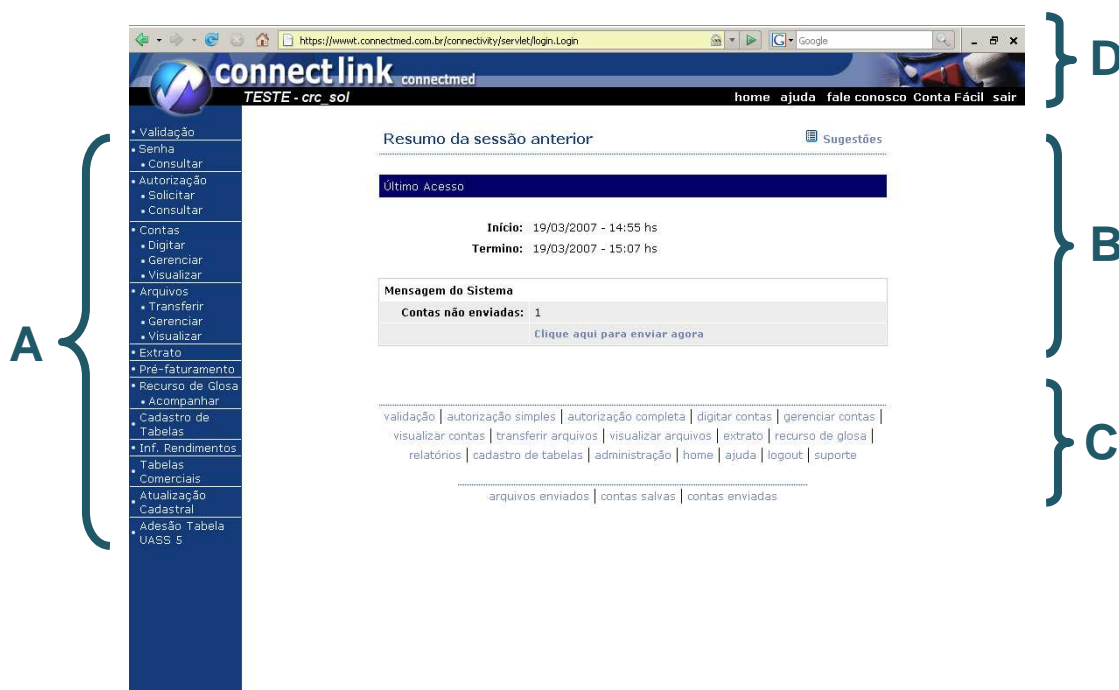 https://wwwt.connectmed.com.br/connectivity/servlet/login.Login
G Google
connect link connectmed
TESTE - crc_sol
home ajuda fale conosco Conta Fácil sair
D
A
• Validação
• Senha
• Consultar
• Autorização
• Solicitar
• Consultar
• Contas
• Digitar
• Gerenciar
• Visualizar
• Arquivos
• Transferir
• Gerenciar
• Visualizar
• Extrato
• Pré-faturamento
• Recurso de Glosa
• Acompanhar
• Cadastro de
Tabelas
• Inf. Rendimentos
• Tabelas
Comerciais
• Atualização
Cadastral
• Adesão Tabela
UASS 5
Resumo da sessão anterior
Sugestões
Último Acesso
Início: 19/03/2007 - 14:55 hs
Termino: 19/03/2007 - 15:07 hs
Mensagem do Sistema
Contas não enviadas: 1
Clique aqui para enviar agora
B
validação | autorização simples | autorização completa | digitar contas | gerenciar contas |
visualizar contas | transferir arquivos | visualizar arquivos | extrato | recurso de glosa |
relatórios | cadastro de tabelas | administração | home | ajuda | logout | suporte
arquivos enviados | contas salvas | contas enviadas
C